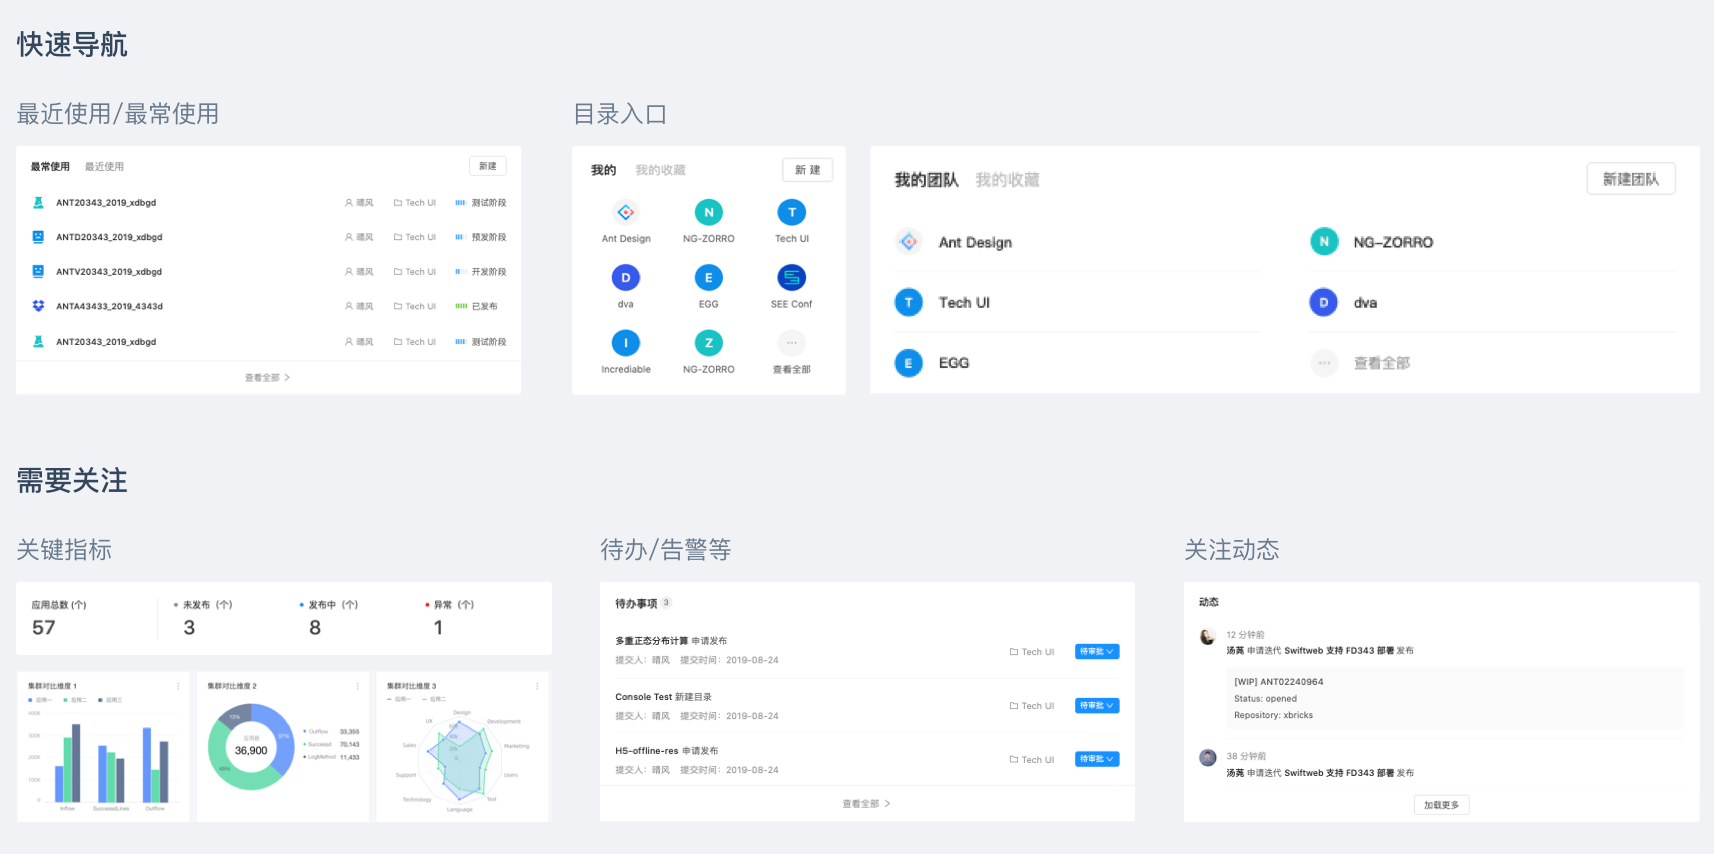 快速导航
最近使用/最常使用
最常使用 最近使用 新建
ANT20343_2019_xdbgd 晴风 Tech UI 测试阶段
ANTD20343_2019_xdbgd 晴风 Tech UI 预发阶段
ANTV20343_2019_xdbgd 晴风 Tech UI 开发阶段
ANTA43433_2019_4343d 晴风 Tech UI 已发布
ANT20343_2019_xdbgd 晴风 Tech UI 测试阶段
查看全部 >
目录入口
我的 我的收藏 新 建
Ant Design N NG-ZORRO T Tech UI
D dva E EGG SEE Conf
I Incrediable Z NG-ZORRO ··· 查看全部
我的团队 我的收藏 新建团队
Ant Design N NG-ZORRO
T Tech UI D dva
E EGG ··· 查看全部
需要关注
关键指标
应用总数 (个) 未发布 (个) 发布中 (个) 异常 (个)
57 3 8 1
集群对比维度 1
应用一 应用二 应用三
400K
300K
200K
100K
0
Inflow SuccessdLines Outflow
集群对比维度 2
13%
37%
48%
应用数
36,900
Outflow 33,355
Successd 70,143
LogMethod 11,433
集群对比维度 3
应用一 应用二
Design
UX Development
Sales Marketing
Support Users
Technology Test
Language
60k
40k
20k
0
待办/告警等
待办事项 3
多重正态分布计算 申请发布
提交人：晴风 提交时间：2019-08-24 Tech UI 待审批
Console Test 新建目录
提交人：晴风 提交时间：2019-08-24 Tech UI 待审批
H5-offline-res 申请发布
提交人：晴风 提交时间：2019-08-24 Tech UI 待审批
查看全部 >
关注动态
动态
12 分钟前
申请迭代 Swiftweb 支持 FD343 部署 发布
[WIP] ANT02240964
Status: opened
Repository: xbricks
38 分钟前
申请迭代 Swiftweb 支持 FD343 部署 发布
加载更多